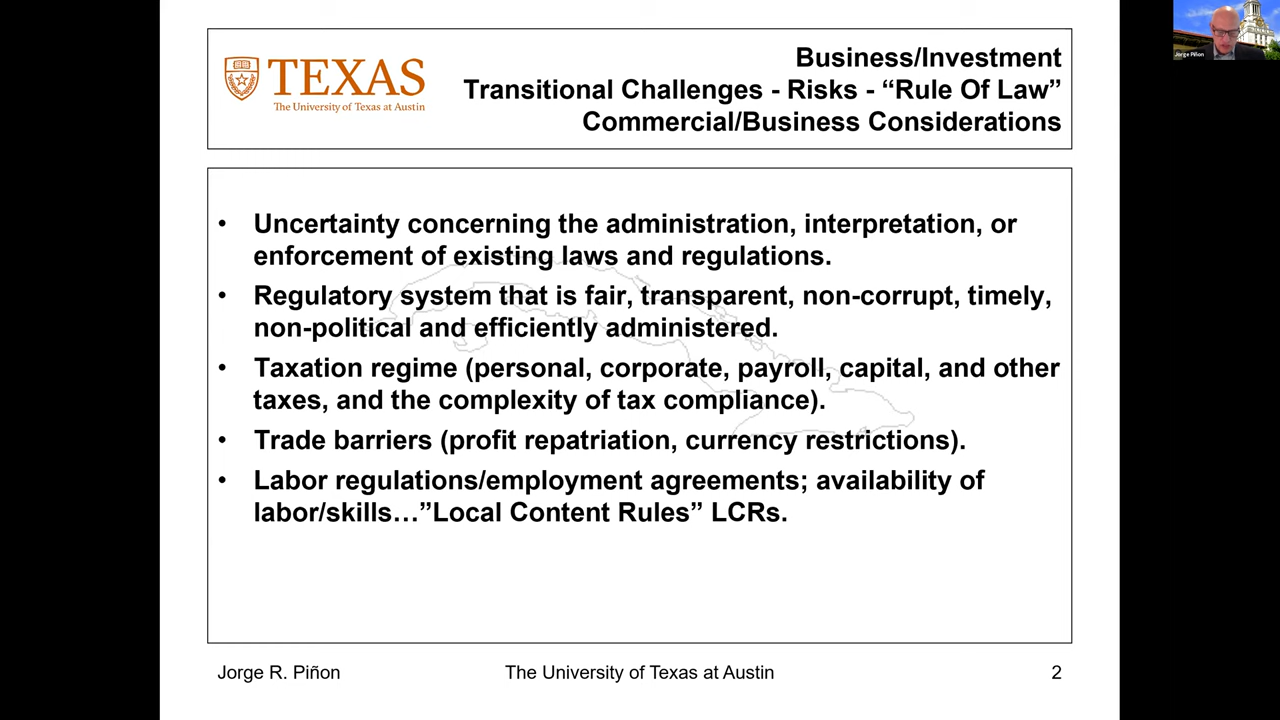 TEXAS
The University of Texas at Austin
Business/Investment
Transitional Challenges - Risks - “Rule Of Law”
Commercial/Business Considerations
• Uncertainty concerning the administration, interpretation, or
enforcement of existing laws and regulations.
• Regulatory system that is fair, transparent, non-corrupt, timely,
non-political and efficiently administered.
• Taxation regime (personal, corporate, payroll, capital, and other
taxes, and the complexity of tax compliance).
• Trade barriers (profit repatriation, currency restrictions).
• Labor regulations/employment agreements; availability of
labor/skills…”Local Content Rules” LCRs.
Jorge R. Piñon
The University of Texas at Austin
2
Jorge Piñon